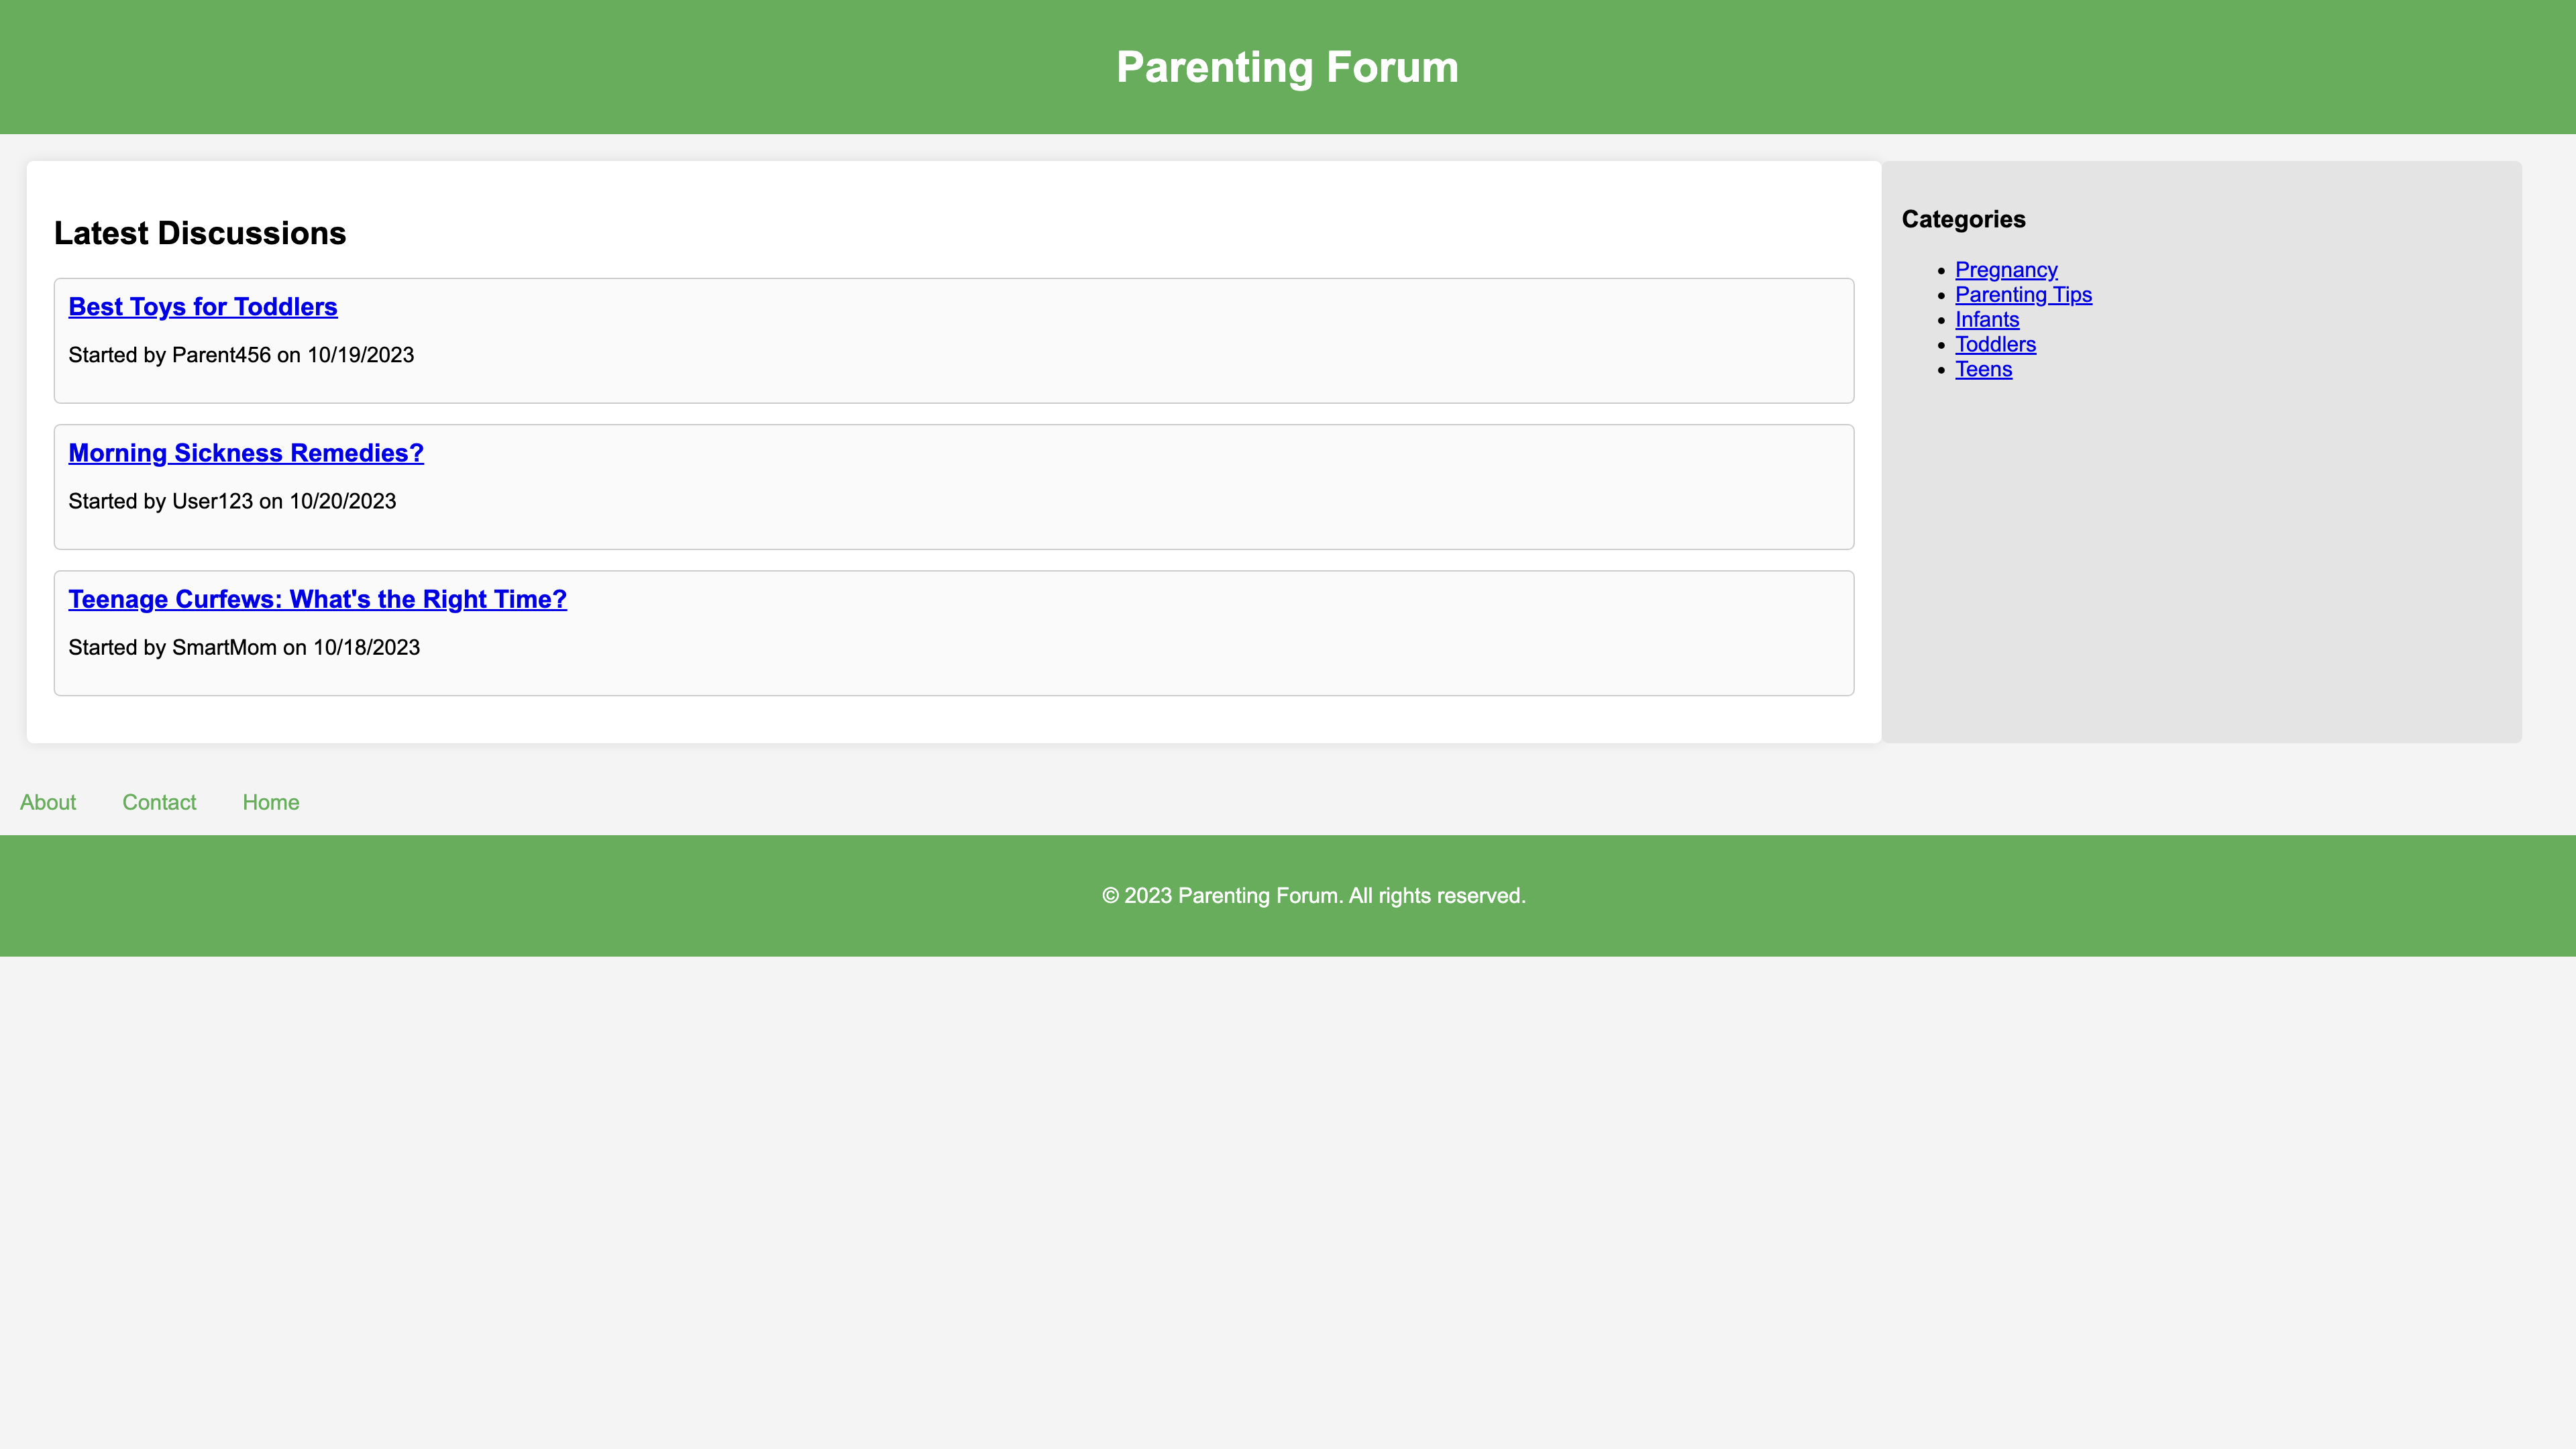 Parenting Forum
Latest Discussions
Best Toys for Toddlers
Started by Parent456 on 10/19/2023
Morning Sickness Remedies?
Started by User123 on 10/20/2023
Teenage Curfews: What's the Right Time?
Started by SmartMom on 10/18/2023
Categories
Pregnancy
Parenting Tips
Infants
Toddlers
Teens
About Contact Home
© 2023 Parenting Forum. All rights reserved.